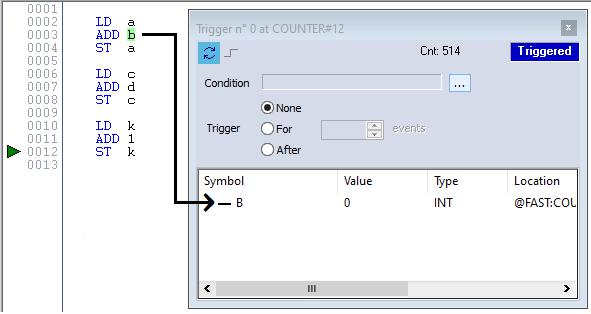 0001
0002 LD a
0003 ADD b
0004 ST a
0005
0006 LD c
0007 ADD d
0008 ST c
0009
0010 LD k
0011 ADD 1
0012 ST k
0013
Trigger n° 0 at COUNTER#12
x
Cnt: 514 Triggered
Condition ...
None
Trigger For events
After
Symbol Value Type Location
B 0 INT @FAST:COU